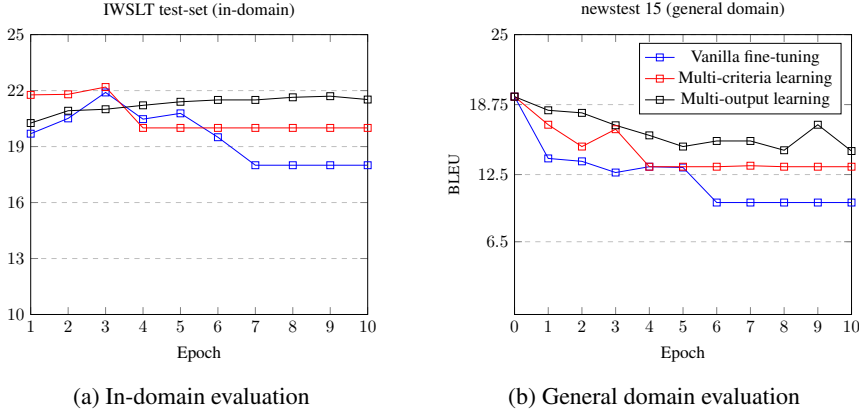 IWSLT test-set (in-domain)
25
22
19
16
13
10
1 2 3 4 5 6 7 8 9 10
Epoch
(a) In-domain evaluation
newstest 15 (general domain)
25
18.75
12.5
6.5
BLEU
Vanilla fine-tuning
Multi-criteria learning
Multi-output learning
0 1 2 3 4 5 6 7 8 9 10
Epoch
(b) General domain evaluation